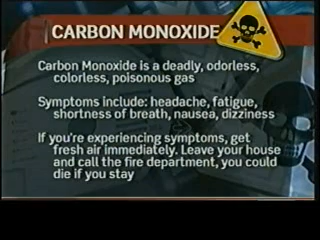 CARBON MONOXIDE
Carbon Monoxide is a deadly, odorless,
colorless, poisonous gas
Symptoms include: headache, fatigue,
shortness of breath, nausea, dizziness
If you're experiencing symptoms, get
fresh air immediately. Leave your house
and call the fire department, you could
die if you stay